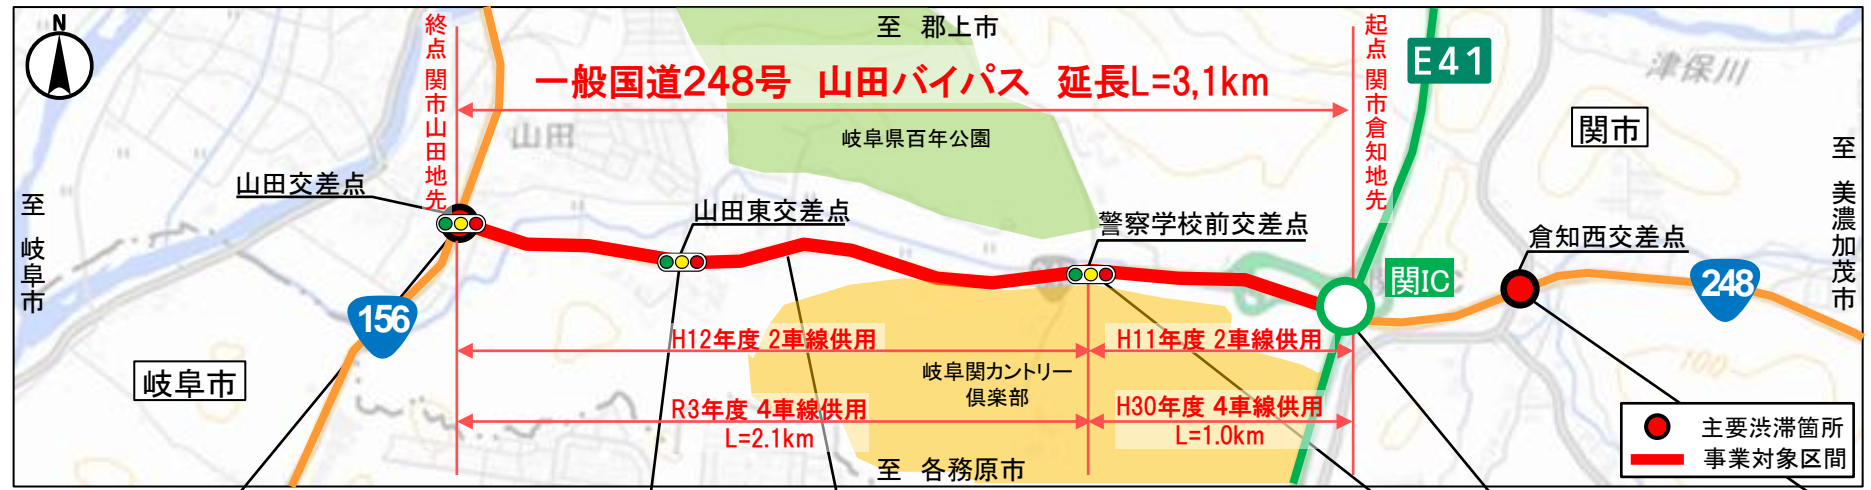 N
至 郡上市
終点 関市山田地先
起点 関市倉知地先
E41
津保川
一般国道248号 山田バイパス 延長L=3,1km
関市
山田
岐阜県百年公園
至 美濃加茂市
山田交差点
至 岐阜市
山田東交差点
警察学校前交差点
倉知西交差点
関IC
248
156
H12年度 2車線供用
H11年度 2車線供用
岐阜市
岐阜関カントリー
倶楽部
100
R3年度 4車線供用
L=2.1km
H30年度 4車線供用
L=1.0km
主要渋滞箇所
事業対象区間
至 各務原市